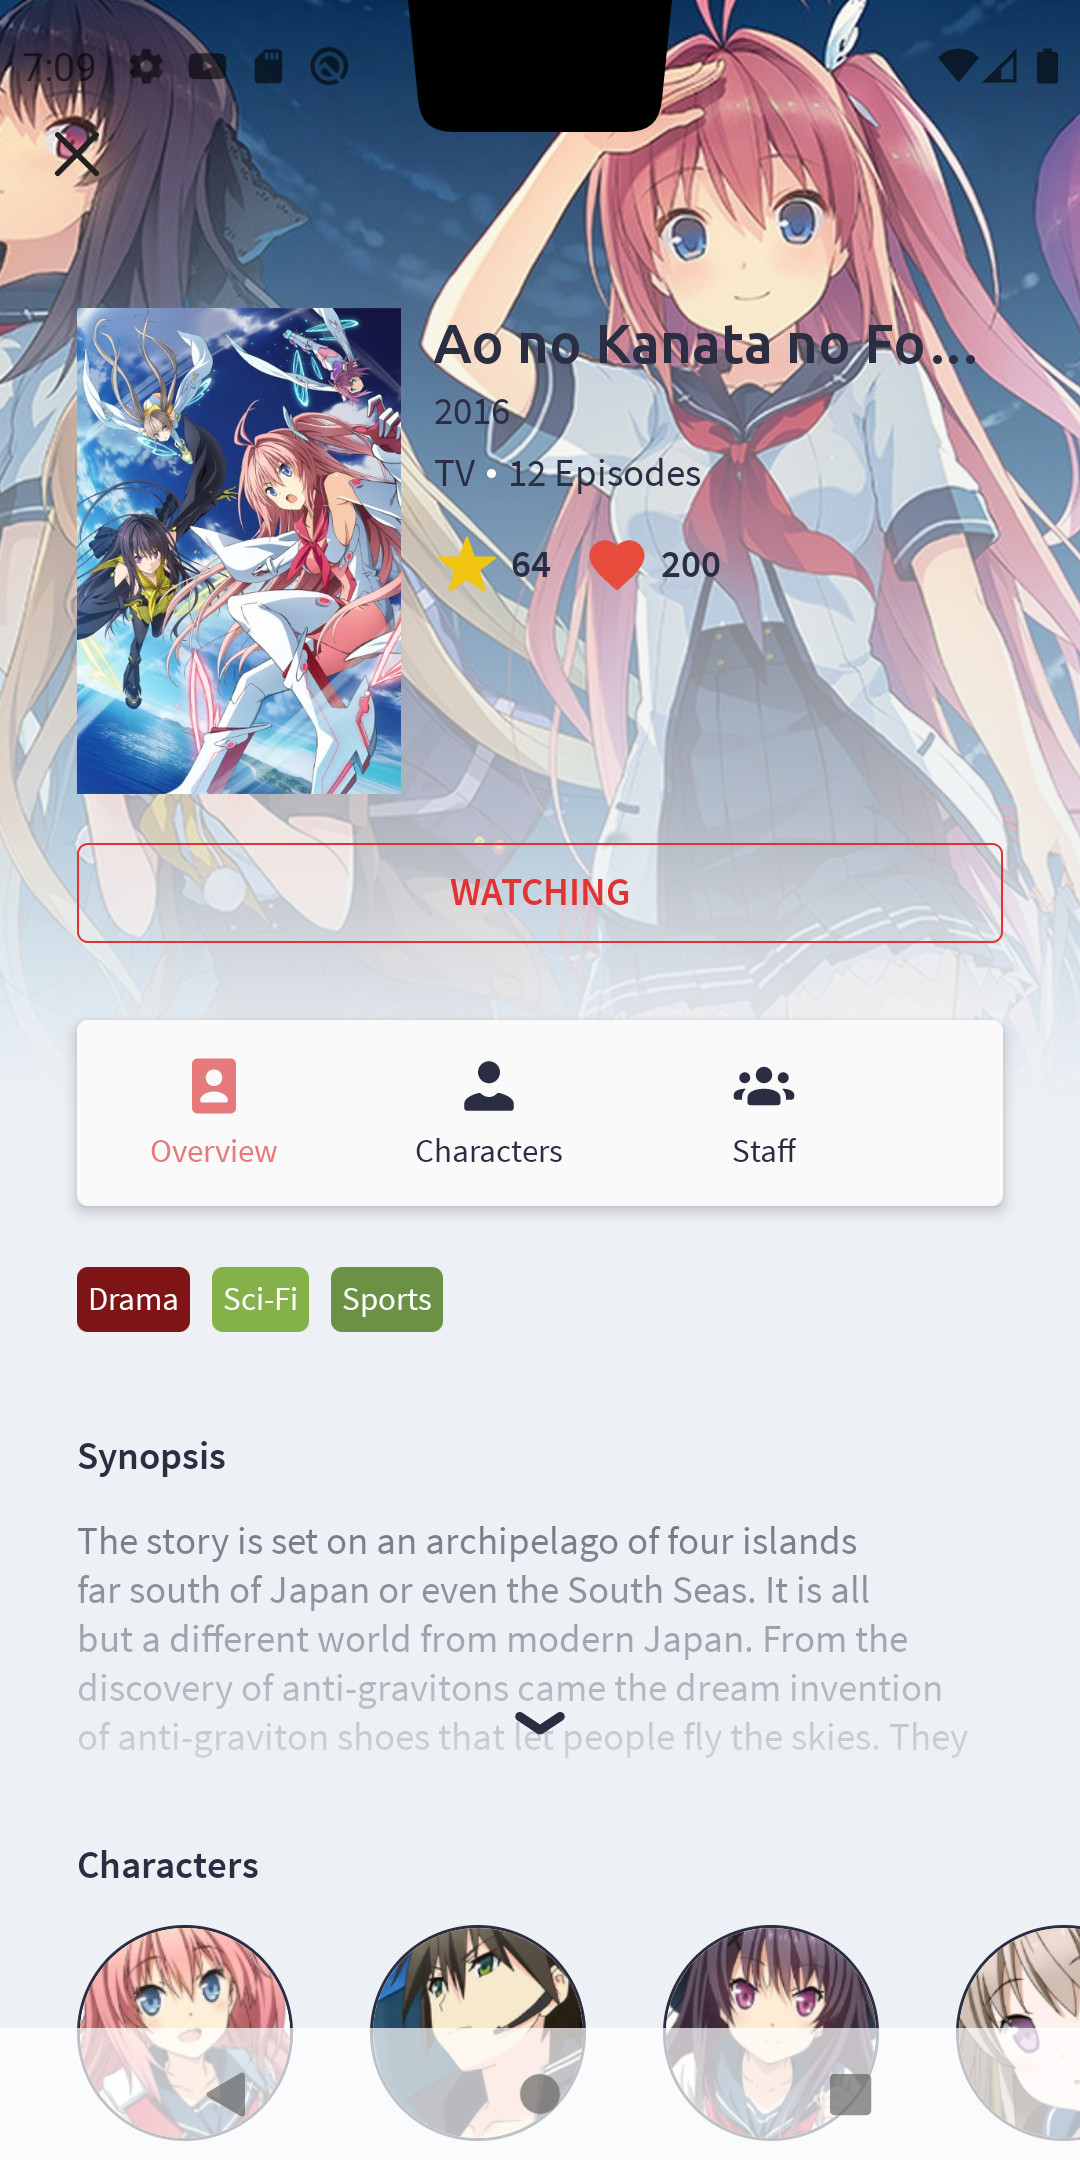 7:09
Ao no Kanata no Fo...
2016
TV • 12 Episodes
64 200
WATCHING
Overview Characters Staff
Drama Sci-Fi Sports
Synopsis
The story is set on an archipelago of four islands
far south of Japan or even the South Seas. It is all
but a different world from modern Japan. From the
discovery of anti-gravitons came the dream invention
of anti-graviton shoes that let people fly the skies. They
Characters